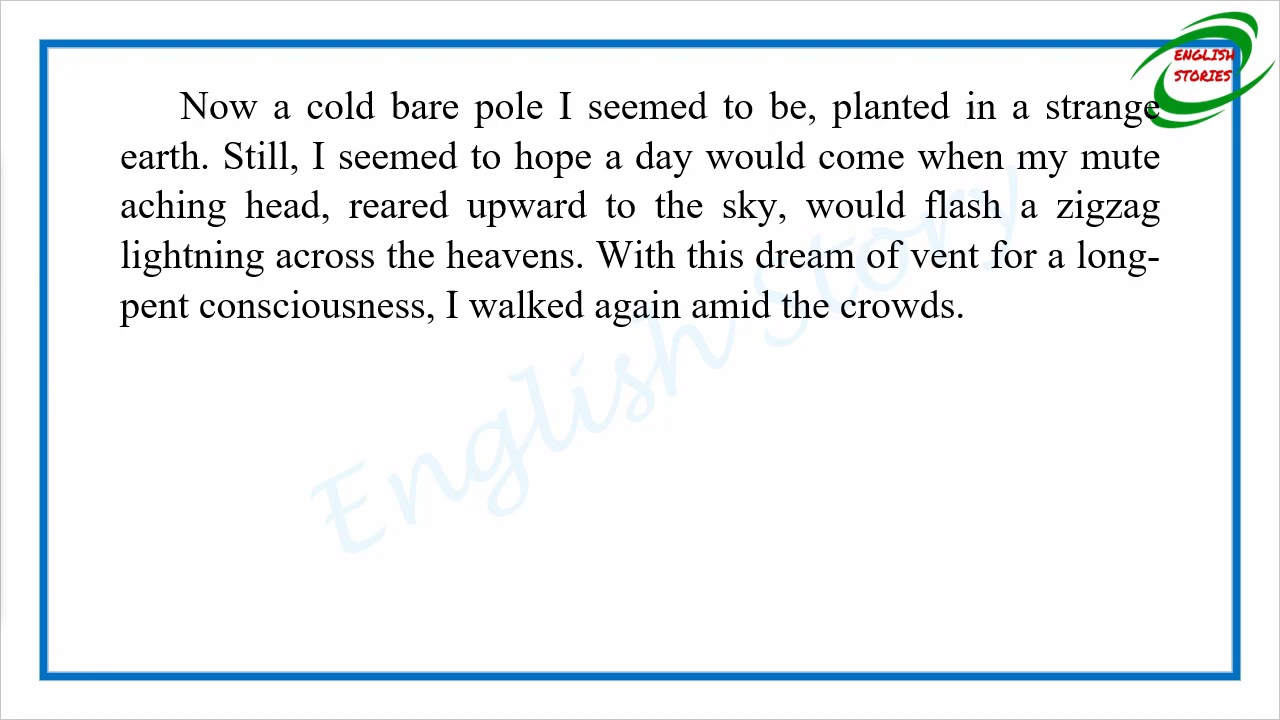 ENGLISH
STORIES
Now a cold bare pole I seemed to be, planted in a strange
earth. Still, I seemed to hope a day would come when my mute
aching head, reared upward to the sky, would flash a zigzag
lightning across the heavens. With this dream of vent for a long-
pent consciousness, I walked again amid the crowds.
English Story